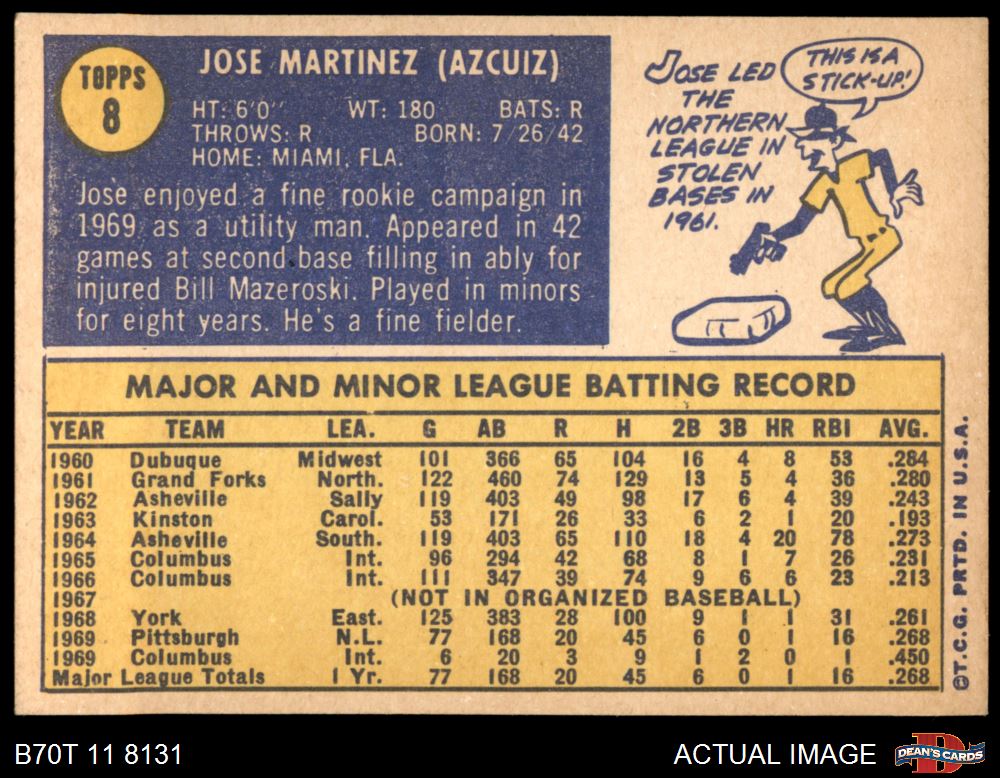 TOPPS
8
JOSE MARTINEZ (AZCUIZ)
HT: 6'0" WT: 180 BATS: R
THROWS: R BORN: 7/26/42
HOME: MIAMI, FLA.
Jose enjoyed a fine rookie campaign in
1969 as a utility man. Appeared in 42
games at second base filling in ably for
injured Bill Mazeroski. Played in minors
for eight years. He's a fine fielder.
JOSE LED
THE
NORTHERN
LEAGUE IN
STOLEN
BASES IN
1961.
THIS IS A
STICK-UP!
MAJOR AND MINOR LEAGUE BATTING RECORD
YEAR TEAM LEA. G AB R H 2B 3B HR RBI AVG.
1960 Dubuque Midwest 101 366 65 104 16 4 8 53 .284
1961 Grand Forks North. 122 460 74 129 13 5 4 36 .280
1962 Asheville Sally 119 403 49 98 17 6 4 39 .243
1963 Kinston Carol. 53 171 26 33 6 2 1 20 .193
1964 Asheville South. 119 403 65 110 18 4 20 78 .273
1965 Columbus Int. 96 294 42 68 8 1 7 26 .231
1966 Columbus Int. 111 347 39 74 9 6 6 23 .213
1967 (NOT IN ORGANIZED BASEBALL)
1968 York East. 125 383 28 100 9 1 1 31 .261
1969 Pittsburgh N.L. 77 168 20 45 6 0 1 16 .268
1969 Columbus Int. 6 20 3 9 1 2 0 1 .450
Major League Totals 1 Yr. 77 168 20 45 6 0 1 16 .268
©T.C.G. PRTD. IN U.S.A.
B70T 11 8131
ACTUAL IMAGE
D
DEAN'S CARDS